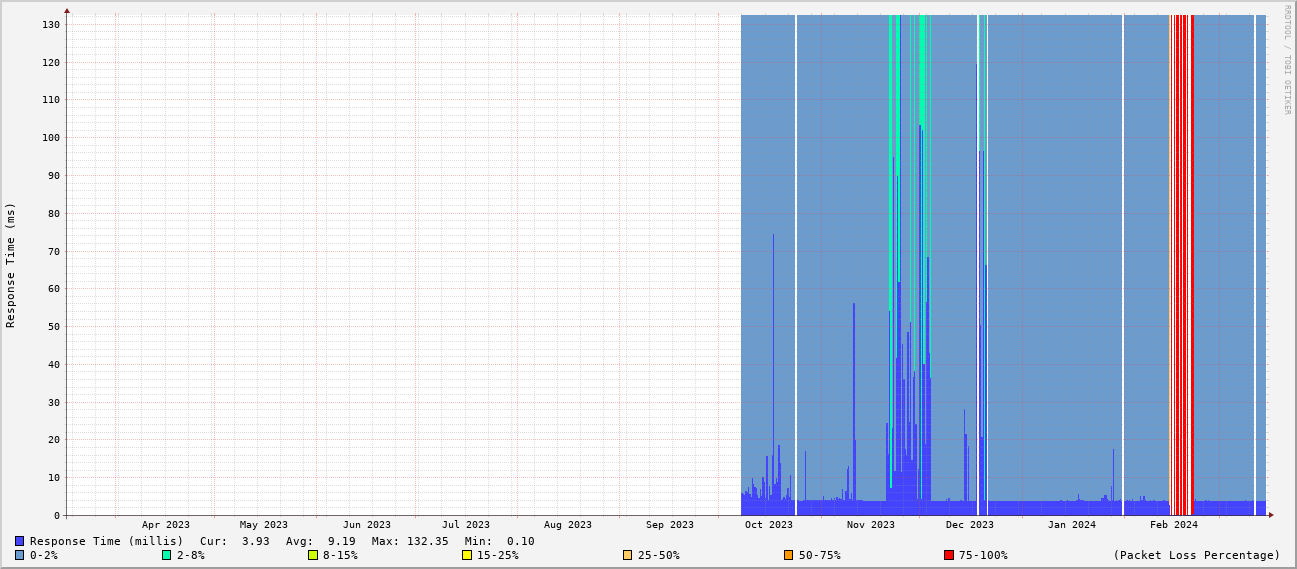 RRDTOOL / TOBI OETIKER
Response Time (ms)
130
120
110
100
90
80
70
60
50
40
30
20
10
0
Apr 2023 May 2023 Jun 2023 Jul 2023 Aug 2023 Sep 2023 Oct 2023 Nov 2023 Dec 2023 Jan 2024 Feb 2024
Response Time (millis) Cur: 3.93 Avg: 9.19 Max: 132.35 Min: 0.10
0-2% 2-8% 8-15% 15-25% 25-50% 50-75% 75-100% (Packet Loss Percentage)